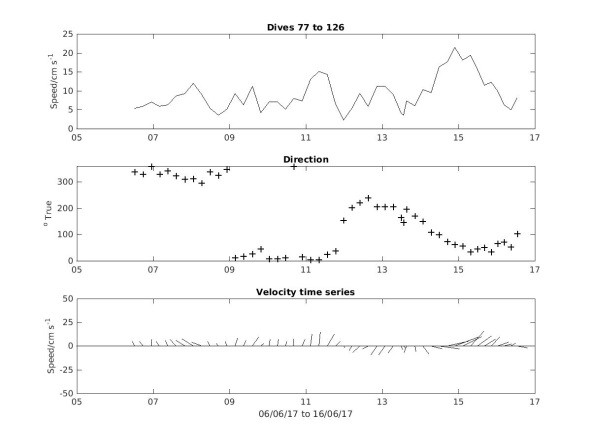 Dives 77 to 126
25
20
15
10
5
0
Speed/cm s-1
05 07 09 11 13 15 17
Direction
300
200
100
0
o True
05 07 09 11 13 15 17
Velocity time series
50
25
0
-25
-50
Speed/cm s-1
05 07 09 11 13 15 17
06/06/17 to 16/06/17